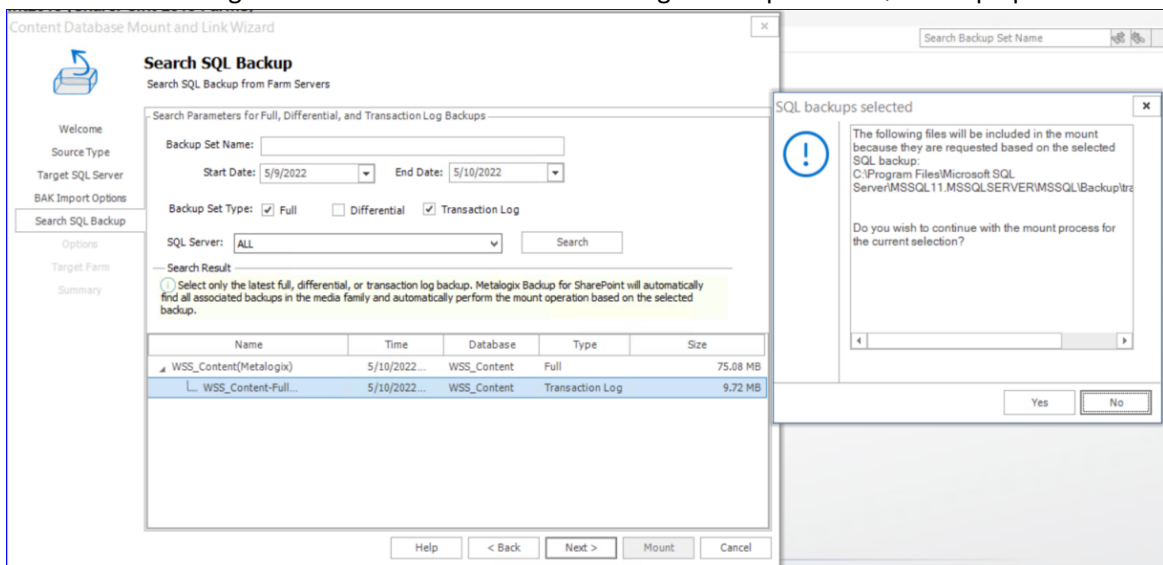 Content Database Mount and Link Wizard
Search SQL Backup
Search SQL Backup from Farm Servers
Welcome
Source Type
Target SQL Server
BAK Import Options
Search SQL Backup
Options
Target Farm
Summary
Search Parameters for Full, Differential, and Transaction Log Backups
Backup Set Name:
Start Date: 5/9/2022 End Date: 5/10/2022
Backup Set Type: Full Differential Transaction Log
SQL Server: ALL Search
Search Result
Select only the latest full, differential, or transaction log backup. Metalogix Backup for SharePoint will automatically
find all associated backups in the media family and automatically perform the mount operation based on the selected
backup.
Name Time Database Type Size
WSS_Content(Metalogix) 5/10/2022... WSS_Content Full 75.08 MB
WSS_Content-Full... 5/10/2022... WSS_Content Transaction Log 9.72 MB
Help < Back Next > Mount Cancel
Search Backup Set Name
SQL backups selected
The following files will be included in the mount
because they are requested based on the selected
SQL backup:
C:\Program Files\Microsoft SQL
Server\MSSQL11.MSSQLSERVER\MSSQL\Backup\tra
Do you wish to continue with the mount process for
the current selection?
Yes No